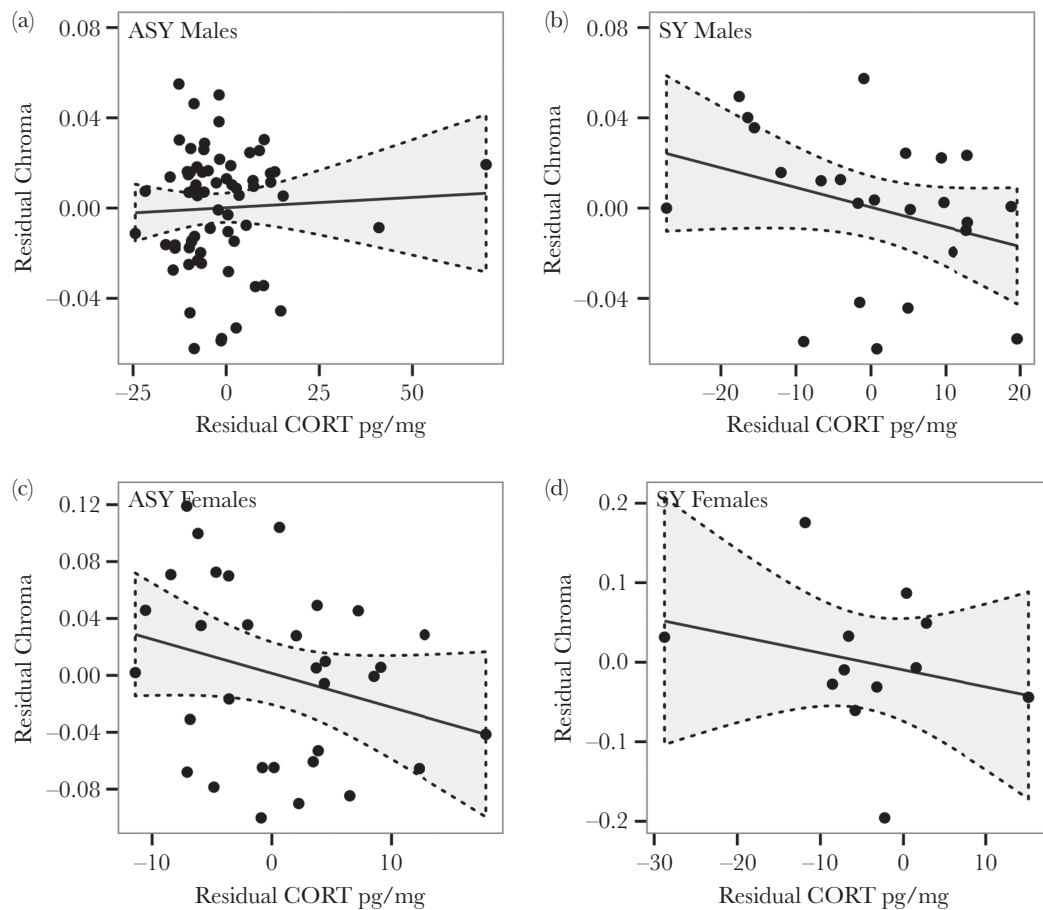 (a)
ASY Males
0.08
0.04
0.00
−0.04
Residual Chroma
−25
0
25
50
Residual CORT pg/mg
(b)
SY Males
0.08
0.04
0.00
−0.04
Residual Chroma
−20
−10
0
10
20
Residual CORT pg/mg
(c)
ASY Females
0.12
0.08
0.04
0.00
−0.04
−0.08
Residual Chroma
−10
0
10
Residual CORT pg/mg
(d)
SY Females
0.2
0.1
0.0
−0.1
−0.2
Residual Chroma
−30
−20
−10
0
10
Residual CORT pg/mg